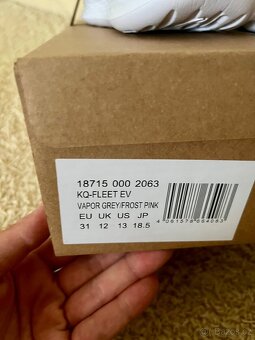 18715 000 2063
KQ-FLEET EV
VAPOR GREY/FROST PINK
EU UK US JP
31 12 13 18.5